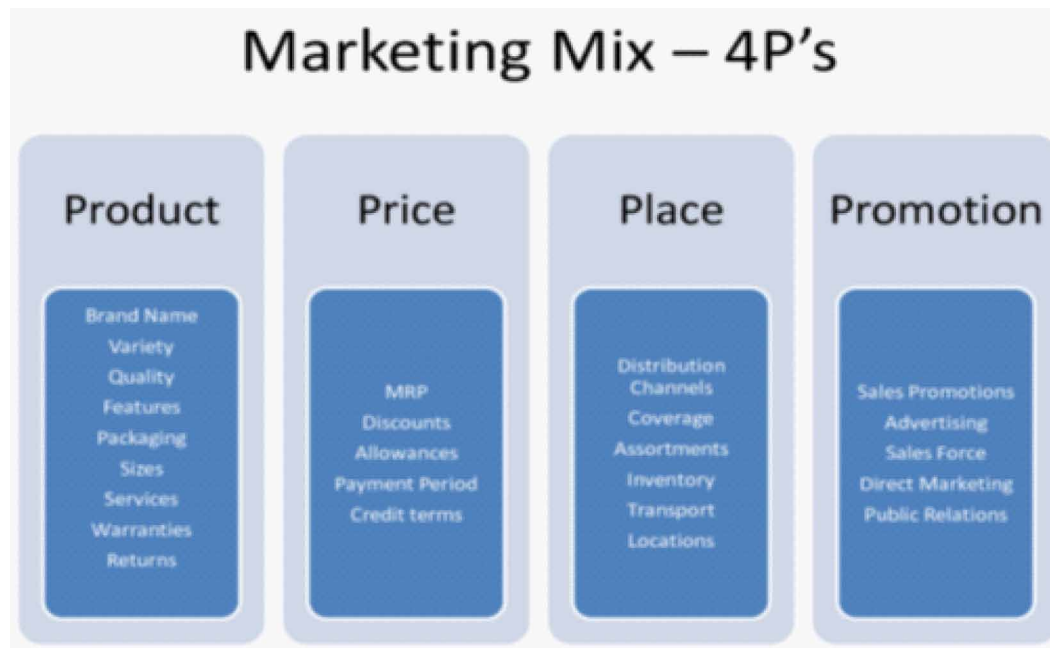 Marketing Mix – 4P's
Product
Brand Name
Variety
Quality
Features
Packaging
Sizes
Services
Warranties
Returns
Price
MRP
Discounts
Allowances
Payment Period
Credit terms
Place
Distribution
Channels
Coverage
Assortments
Inventory
Transport
Locations
Promotion
Sales Promotions
Advertising
Sales Force
Direct Marketing
Public Relations